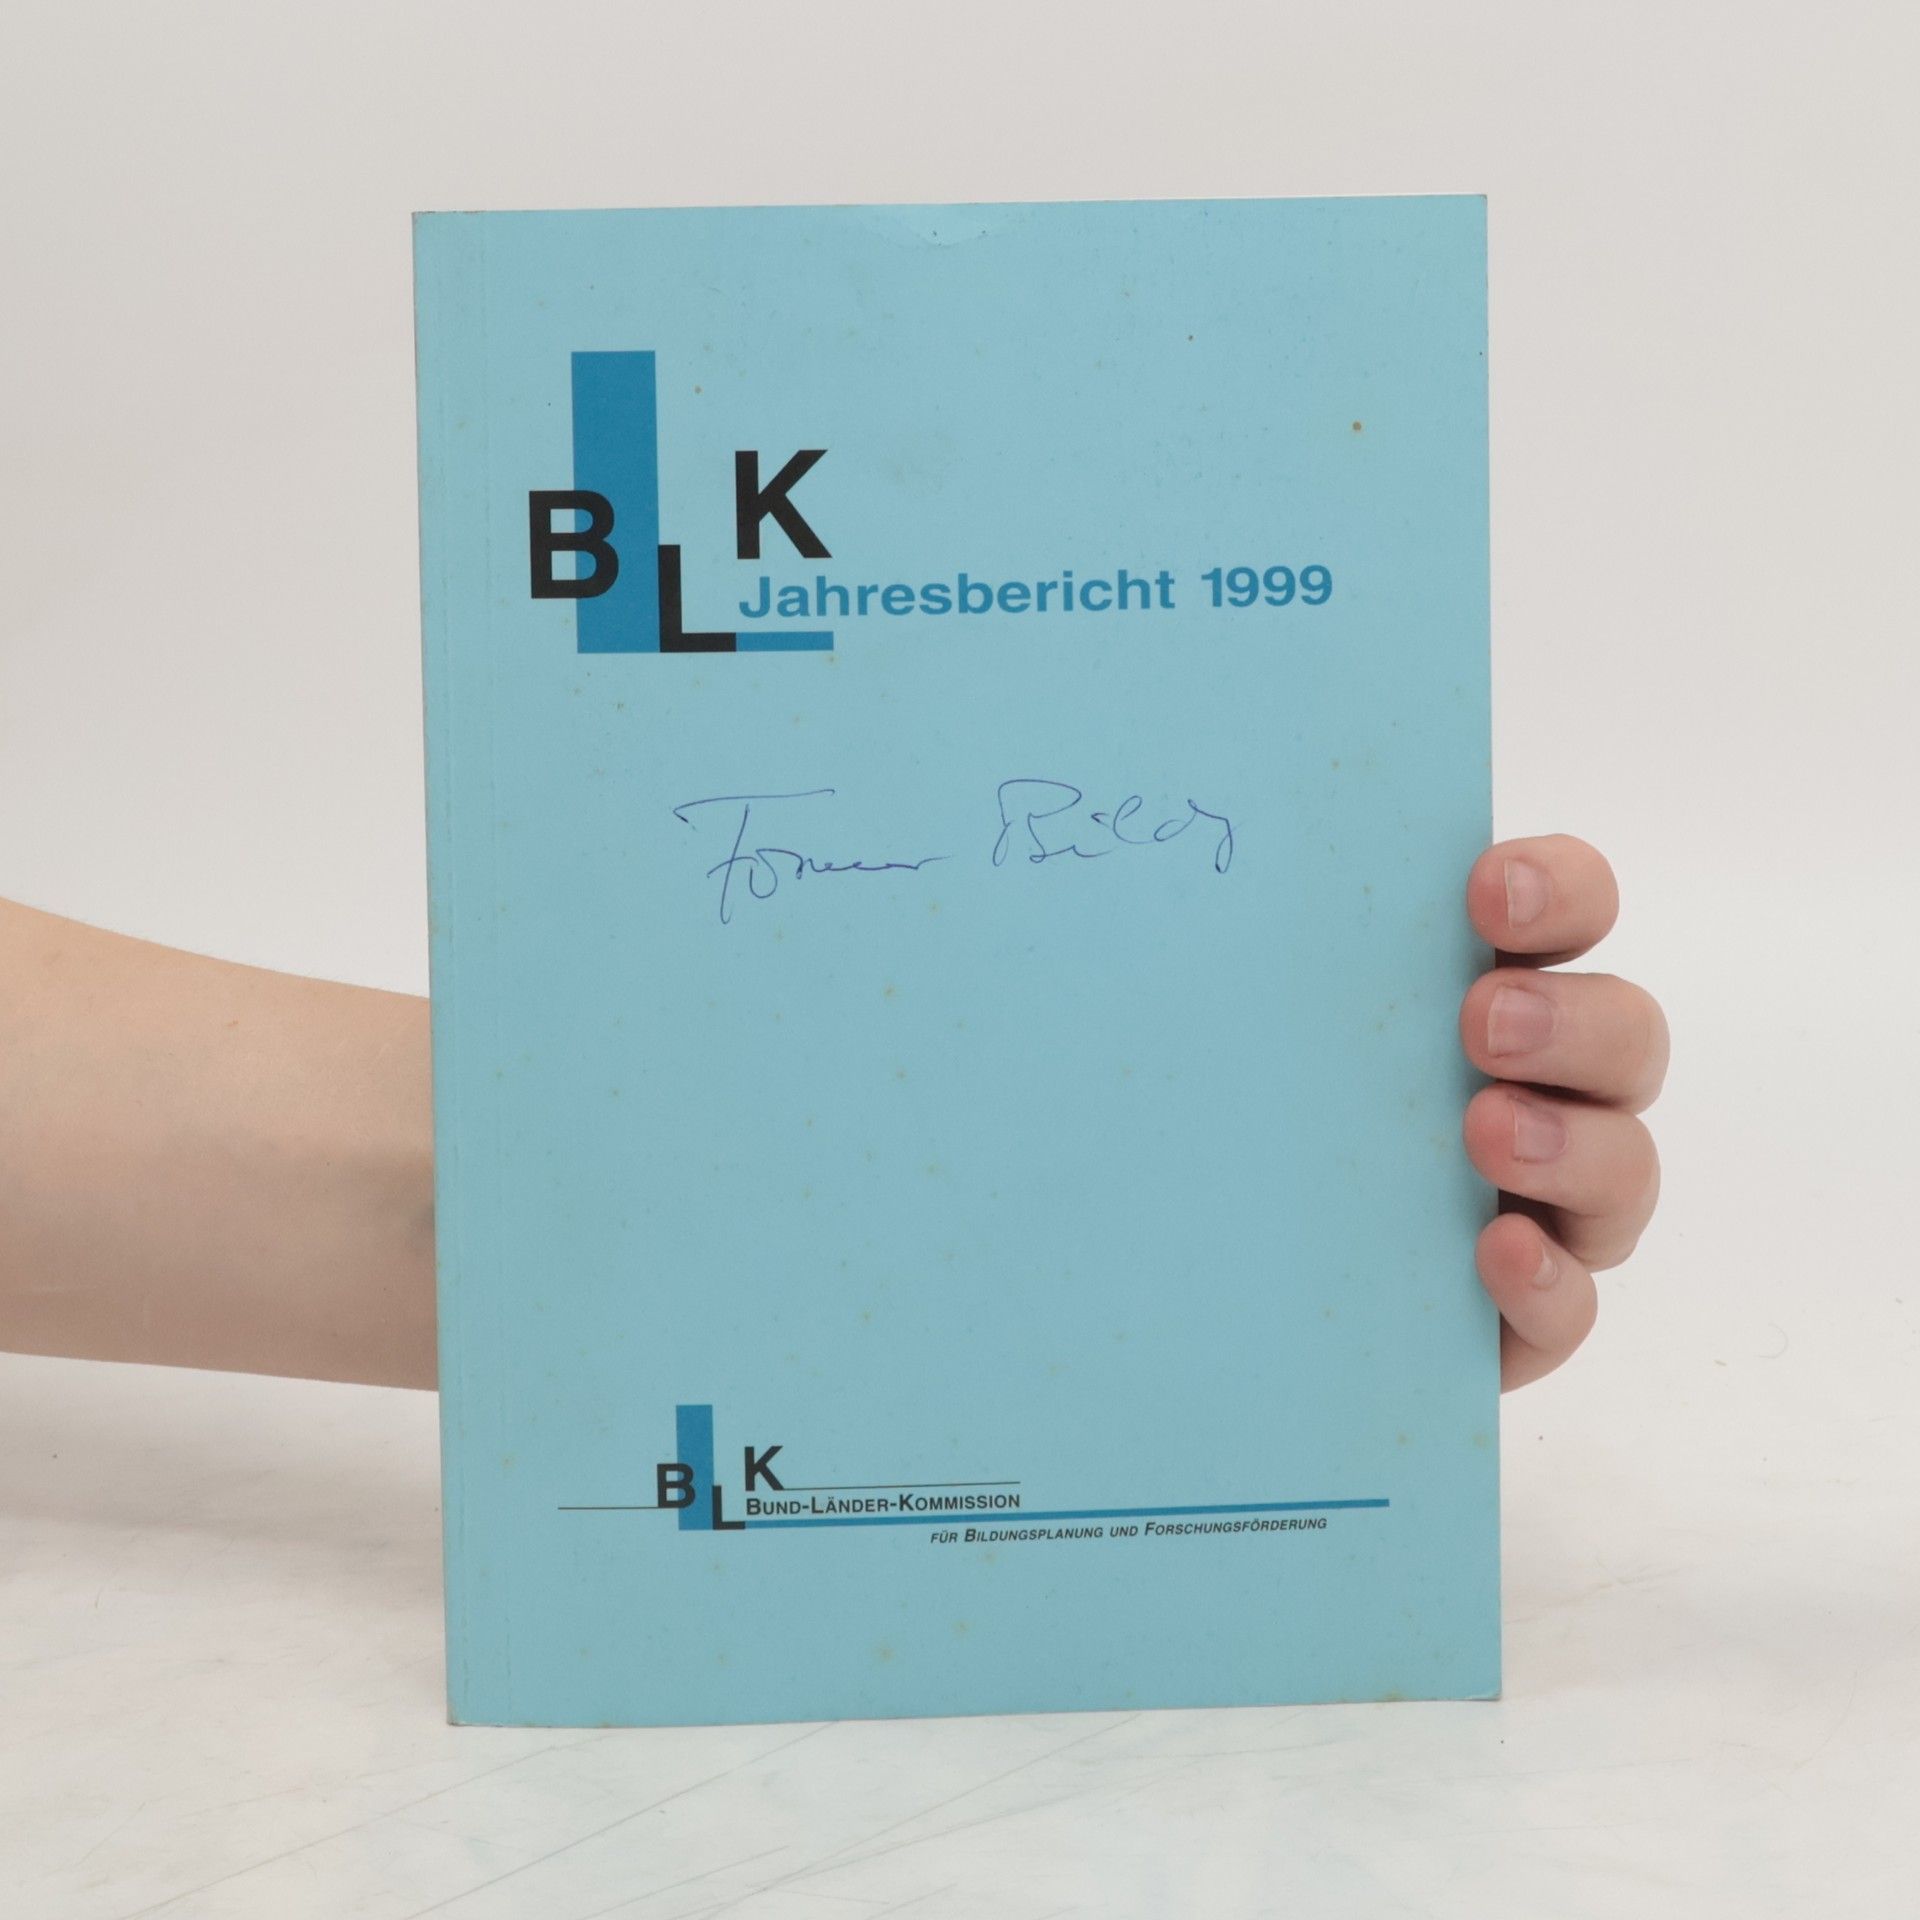 BLK
Jahresbericht 1999
BLK
BUND-LÄNDER-KOMMISSION
FÜR BILDUNGSPLANUNG UND FORSCHUNGSFÖRDERUNG